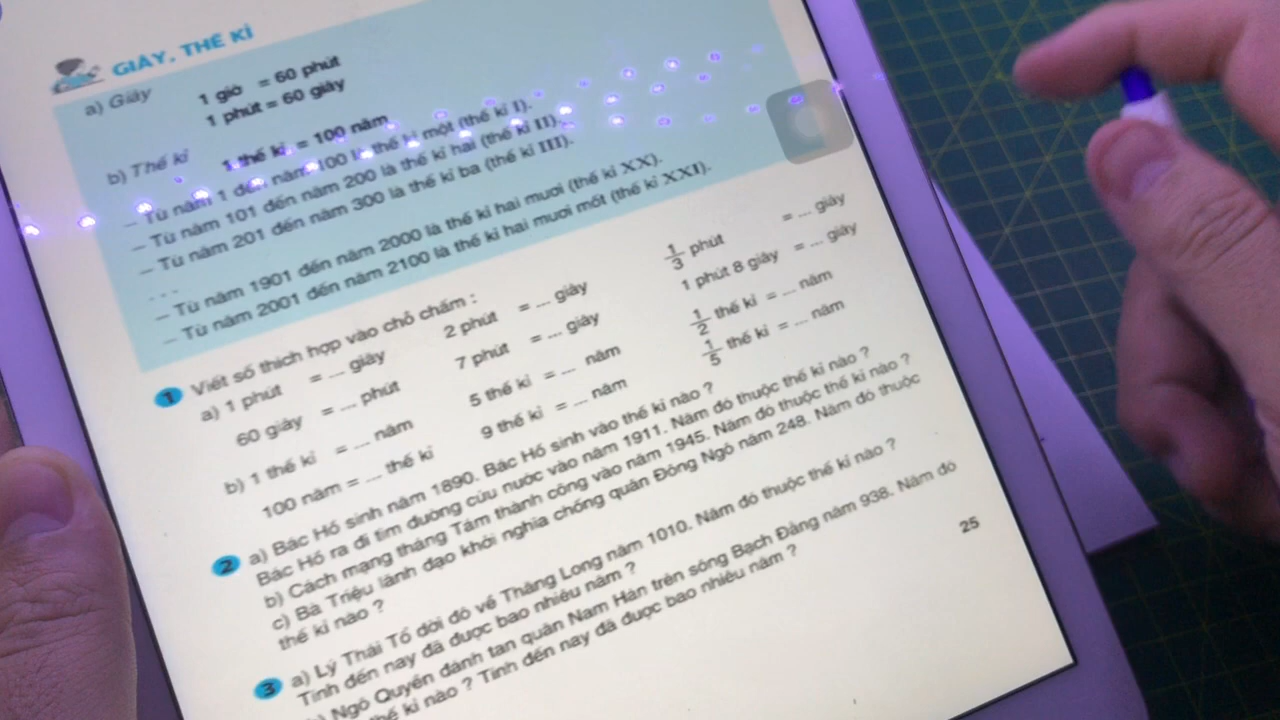 GIÂY, THẾ KỈ
a) Giây
1 giờ = 60 phút
1 phút = 60 giây
b) Thế kỉ
1 thế kỉ = 100 năm
– Từ năm 1 đến năm 100 là thế kỉ một (thế kỉ I).
– Từ năm 101 đến năm 200 là thế kỉ hai (thế kỉ II).
– Từ năm 201 đến năm 300 là thế kỉ ba (thế kỉ III).
. . .
– Từ năm 1901 đến năm 2000 là thế kỉ hai mươi (thế kỉ XX).
– Từ năm 2001 đến năm 2100 là thế kỉ hai mươi mốt (thế kỉ XXI).
1 Viết số thích hợp vào chỗ chấm :
a) 1 phút = ... giây 2 phút = ... giây 1/3 phút = ... giây
60 giây = ... phút 7 phút = ... giây 1 phút 8 giây = ... giây
b) 1 thế kỉ = ... năm 5 thế kỉ = ... năm 1/2 thế kỉ = ... năm
100 năm = ... thế kỉ 9 thế kỉ = ... năm 1/5 thế kỉ = ... năm
2 a) Bác Hồ sinh năm 1890. Bác Hồ sinh vào thế kỉ nào ?
Bác Hồ ra đi tìm đường cứu nước vào năm 1911. Năm đó thuộc thế kỉ nào ?
b) Cách mạng tháng Tám thành công vào năm 1945. Năm đó thuộc thế kỉ nào ?
c) Bà Triệu lãnh đạo khởi nghĩa chống quân Đông Ngô năm 248. Năm đó thuộc
thế kỉ nào ?
3 a) Lý Thái Tổ dời đô về Thăng Long năm 1010. Năm đó thuộc thế kỉ nào ?
Tính đến nay đã được bao nhiêu năm ?
b) Ngô Quyền đánh tan quân Nam Hán trên sông Bạch Đằng năm 938. Năm đó
thế kỉ nào ? Tính đến nay đã được bao nhiêu năm ?
25